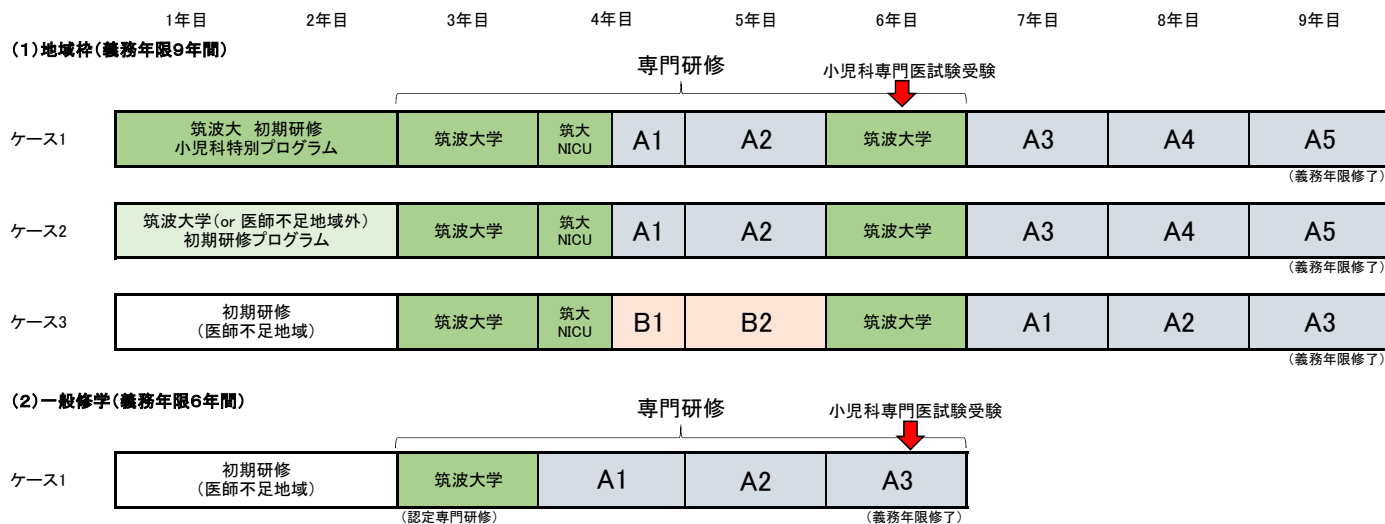 1年目 2年目 3年目 4年目 5年目 6年目 7年目 8年目 9年目
(1)地域枠(義務年限9年間)
専門研修
小児科専門医試験受験
ケース1
筑波大 初期研修
小児科特別プログラム
筑波大学
筑大
NICU
A1
A2
筑波大学
A3
A4
A5
(義務年限修了)
ケース2
筑波大学(or 医師不足地域外)
初期研修プログラム
筑波大学
筑大
NICU
A1
A2
筑波大学
A3
A4
A5
(義務年限修了)
ケース3
初期研修
(医師不足地域)
筑波大学
筑大
NICU
B1
B2
筑波大学
A1
A2
A3
(義務年限修了)
(2)一般修学(義務年限6年間)
専門研修
小児科専門医試験受験
ケース1
初期研修
(医師不足地域)
筑波大学
A1
A2
A3
(認定専門研修)
(義務年限修了)